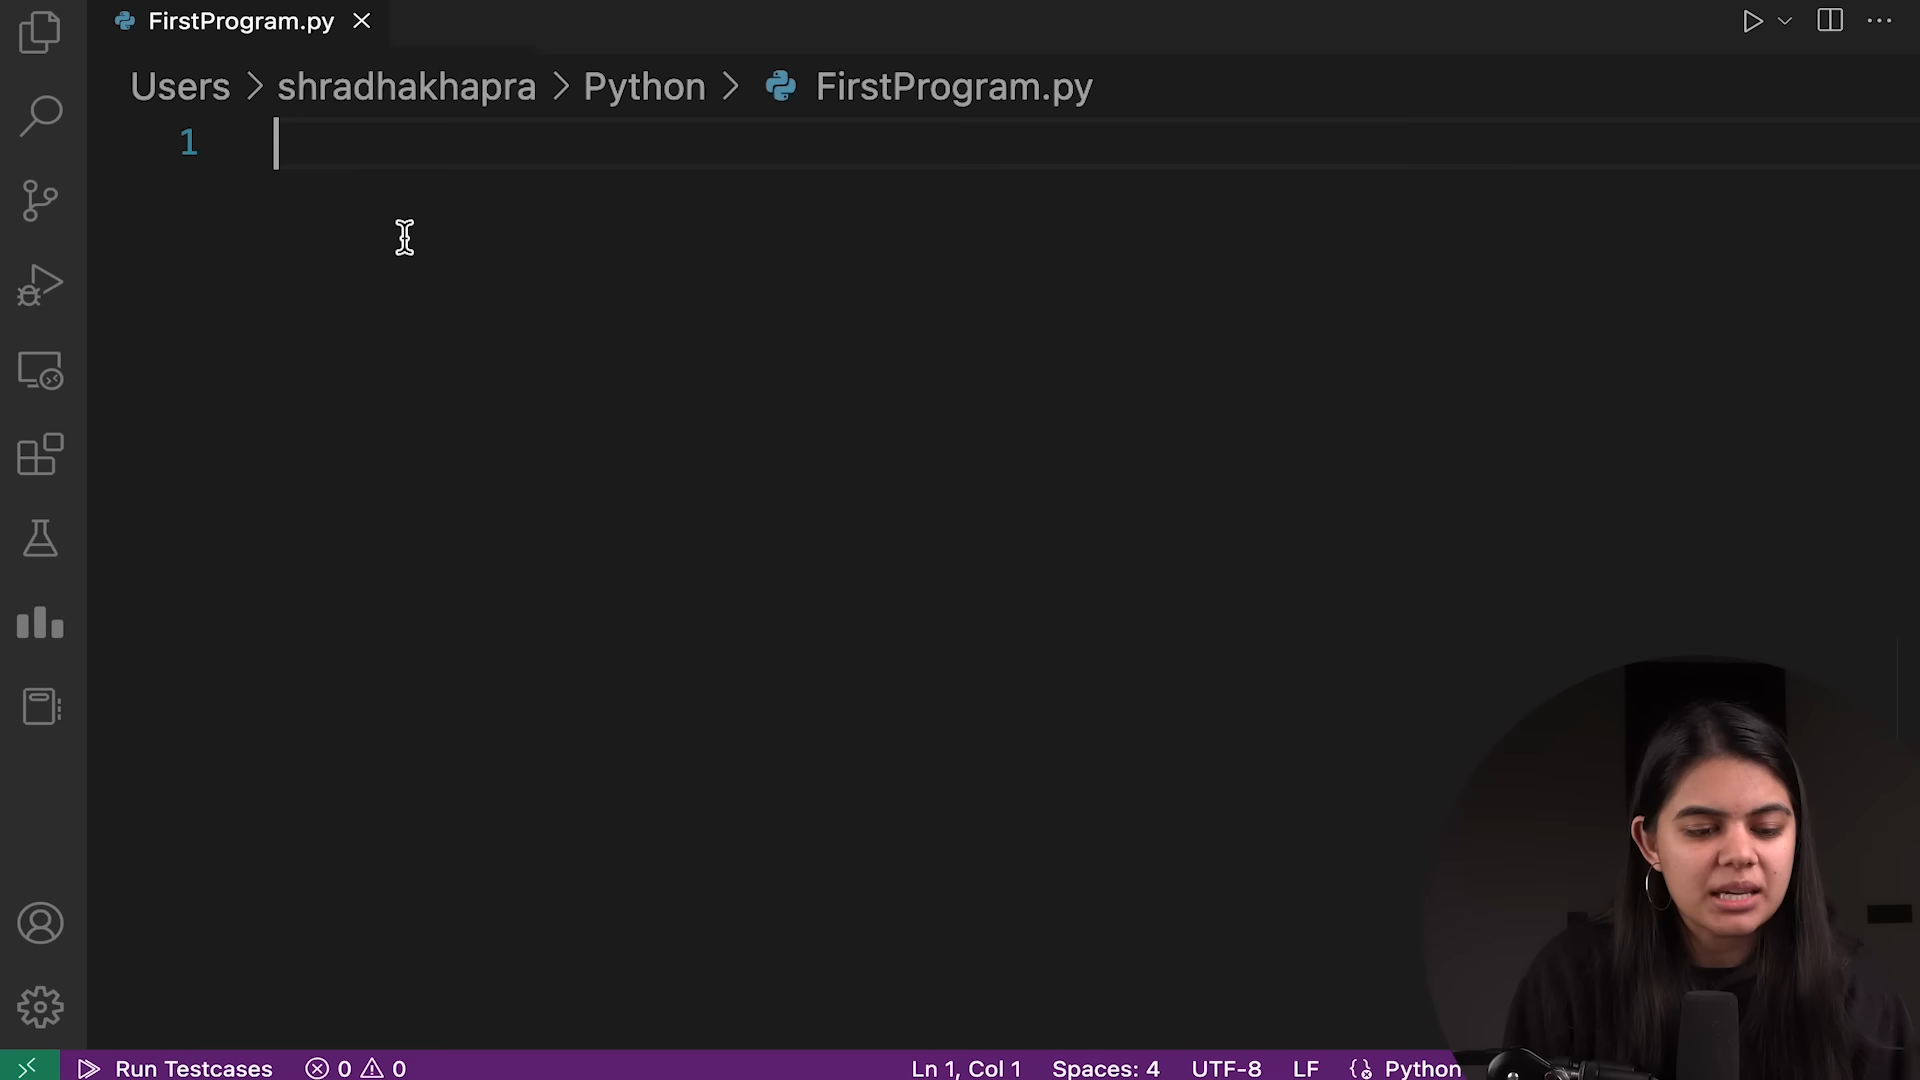 FirstProgram.py
Users > shradhakhapra > Python > FirstProgram.py
1
Run Testcases 0 0 Ln 1, Col 1 Spaces: 4 UTF-8 LF Python